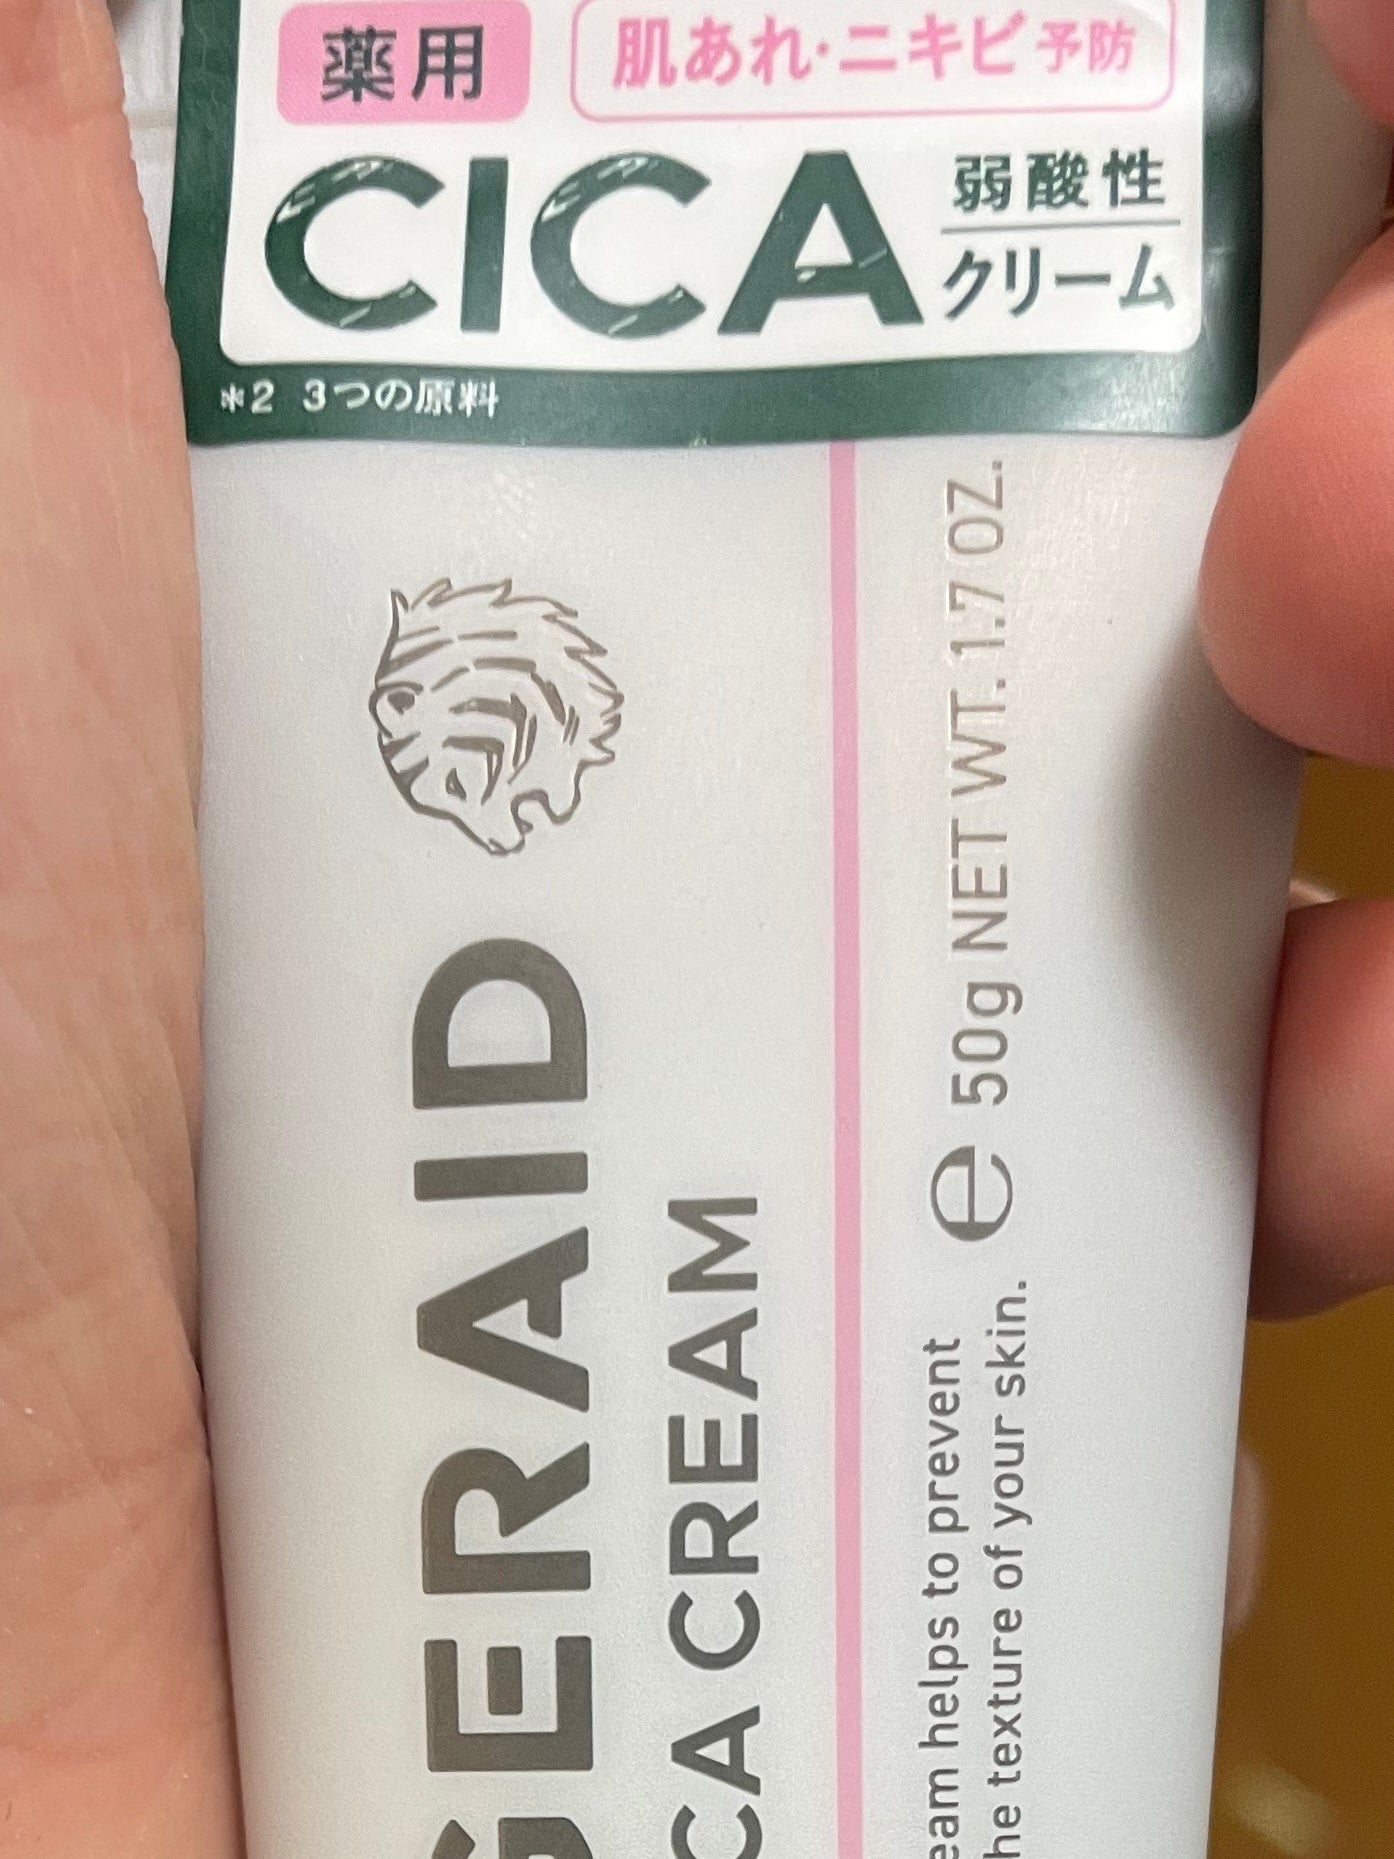 薬用
肌あれ・ニキビ予防
CICA
弱酸性
クリーム
*2 3つの原料
GERAID
CA CREAM
eam helps to prevent
he texture of your skin.
℮ 50g NET WT. 1.7 OZ.